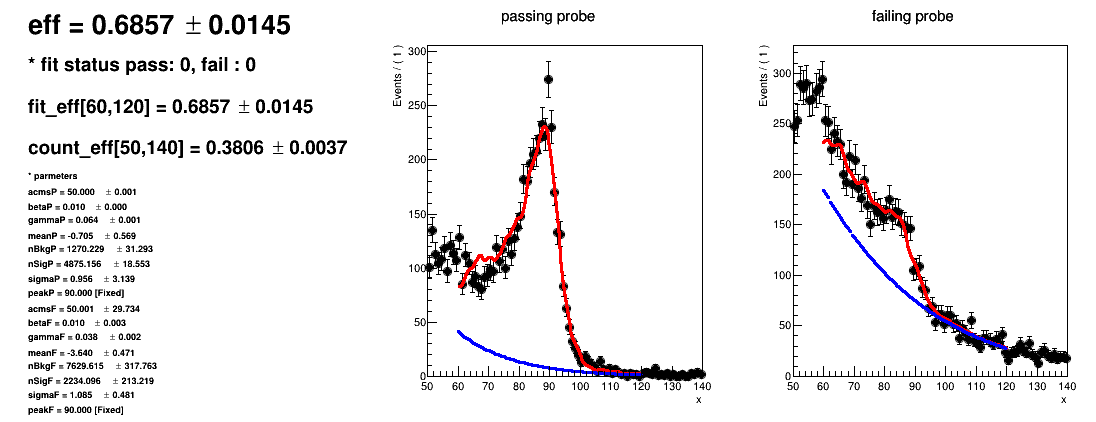 eff = 0.6857 ± 0.0145
* fit status pass: 0, fail : 0
fit_eff[60,120] = 0.6857 ± 0.0145
count_eff[50,140] = 0.3806 ± 0.0037
* parmeters
acmsP = 50.000 ± 0.001
betaP = 0.010 ± 0.000
gammaP = 0.064 ± 0.001
meanP = -0.705 ± 0.569
nBkgP = 1270.229 ± 31.293
nSigP = 4875.156 ± 18.553
sigmaP = 0.956 ± 3.139
peakP = 90.000 [Fixed]
acmsF = 50.001 ± 29.734
betaF = 0.010 ± 0.003
gammaF = 0.038 ± 0.002
meanF = -3.640 ± 0.471
nBkgF = 7629.615 ± 317.763
nSigF = 2234.096 ± 213.219
sigmaF = 1.085 ± 0.481
peakF = 90.000 [Fixed]
passing probe
Events / ( 1 )
300
250
200
150
100
50
0
50 60 70 80 90 100 110 120 130 140
x
failing probe
Events / ( 1 )
300
250
200
150
100
50
0
50 60 70 80 90 100 110 120 130 140
x